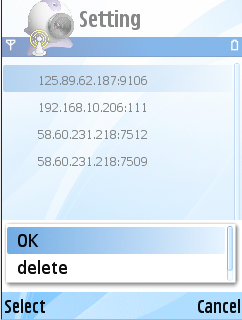 Setting
125.89.62.187:9106
192.168.10.206:111
58.60.231.218:7512
58.60.231.218:7509
OK
delete
Select
Cancel